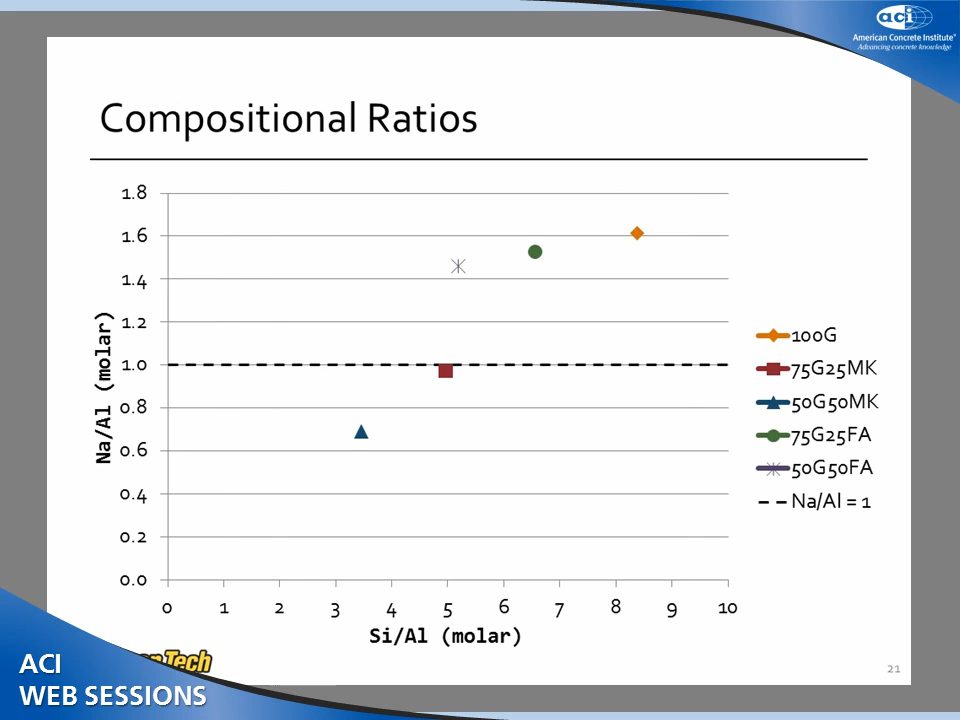 aci
American Concrete Institute®
Advancing concrete knowledge
Compositional Ratios
1.8
1.6
1.4
1.2
1.0
0.8
0.6
0.4
0.2
0.0
Na/Al (molar)
0 1 2 3 4 5 6 7 8 9 10
Si/Al (molar)
100G
75G25MK
50G50MK
75G25FA
50G50FA
Na/Al = 1
Tech
21
ACI
WEB SESSIONS